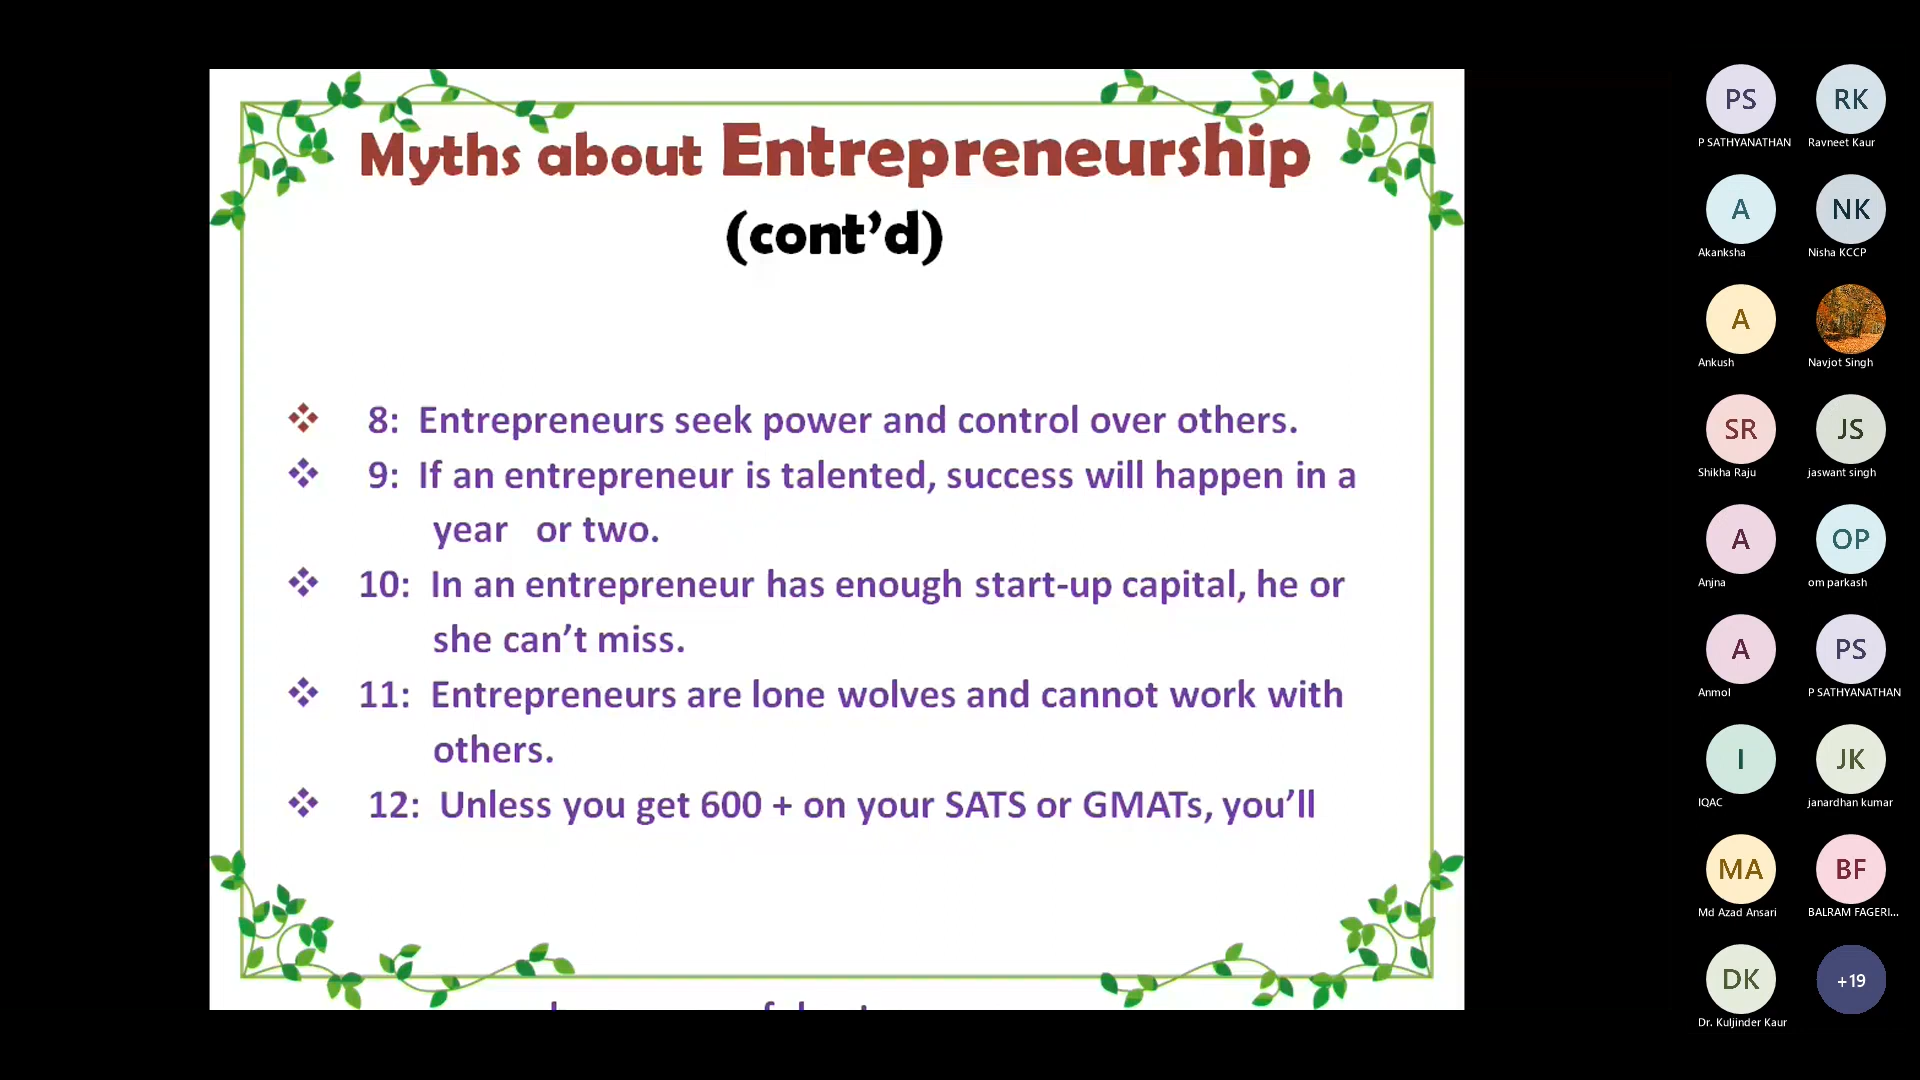 Myths about Entrepreneurship
(cont’d)
8: Entrepreneurs seek power and control over others.
9: If an entrepreneur is talented, success will happen in a
year or two.
10: In an entrepreneur has enough start-up capital, he or
she can’t miss.
11: Entrepreneurs are lone wolves and cannot work with
others.
12: Unless you get 600 + on your SATS or GMATs, you’ll
PS
RK
P SATHYANATHAN
Ravneet Kaur
A
NK
Akanksha
Nisha KCCP
A
Ankush
Navjot Singh
SR
JS
Shikha Raju
jaswant singh
A
OP
Anjna
om parkash
A
PS
Anmol
P SATHYANATHAN
I
JK
IQAC
janardhan kumar
MA
BF
Md Azad Ansari
BALRAM FAGERI...
DK
+19
Dr. Kuljinder Kaur